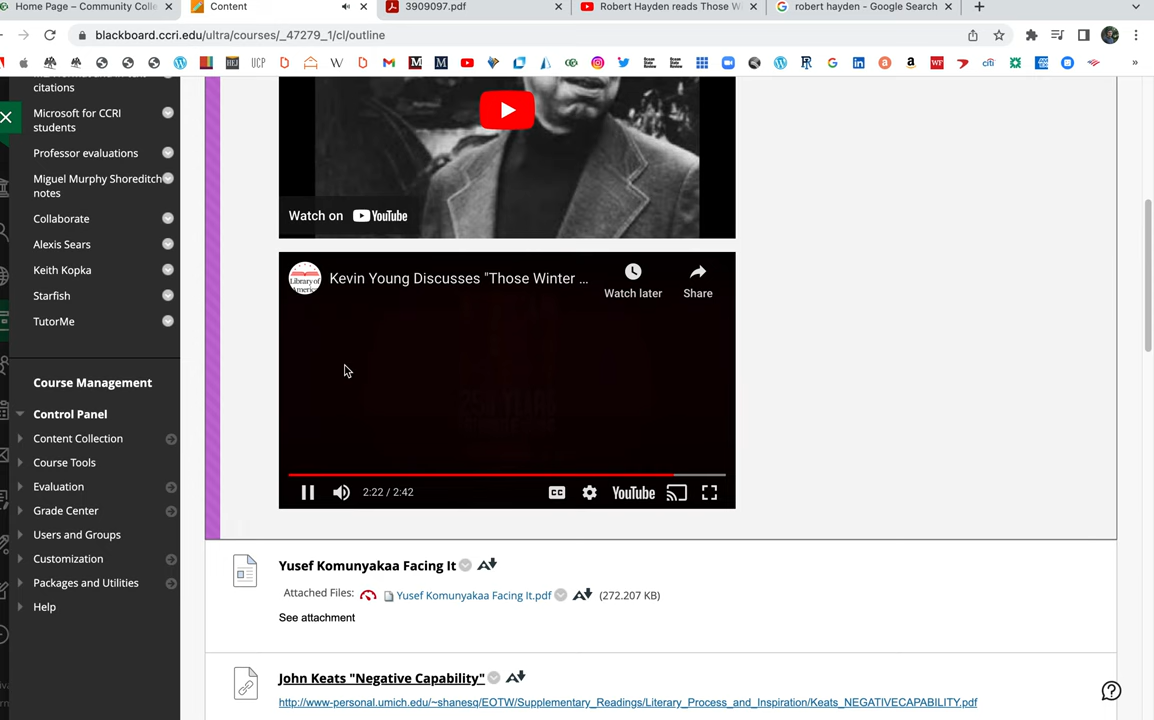 Home Page – Community Colle
Content
3909097.pdf
Robert Hayden reads Those W
robert hayden - Google Search
blackboard.ccri.edu/ultra/courses/_47279_1/cl/outline
citations
Microsoft for CCRI
students
Professor evaluations
Miguel Murphy Shoreditch
notes
Collaborate
Alexis Sears
Keith Kopka
Starfish
TutorMe
Course Management
Control Panel
Content Collection
Course Tools
Evaluation
Grade Center
Users and Groups
Customization
Packages and Utilities
Help
Watch on YouTube
Library of
America
Kevin Young Discusses "Those Winter ...
Watch later
Share
2:22 / 2:42
CC
YouTube
Yusef Komunyakaa Facing It
Attached Files:
Yusef Komunyakaa Facing It.pdf
(272.207 KB)
See attachment
John Keats "Negative Capability"
http://www-personal.umich.edu/~shanesq/EOTW/Supplementary_Readings/Literary_Process_and_Inspiration/Keats_NEGATIVECAPABILITY.pdf